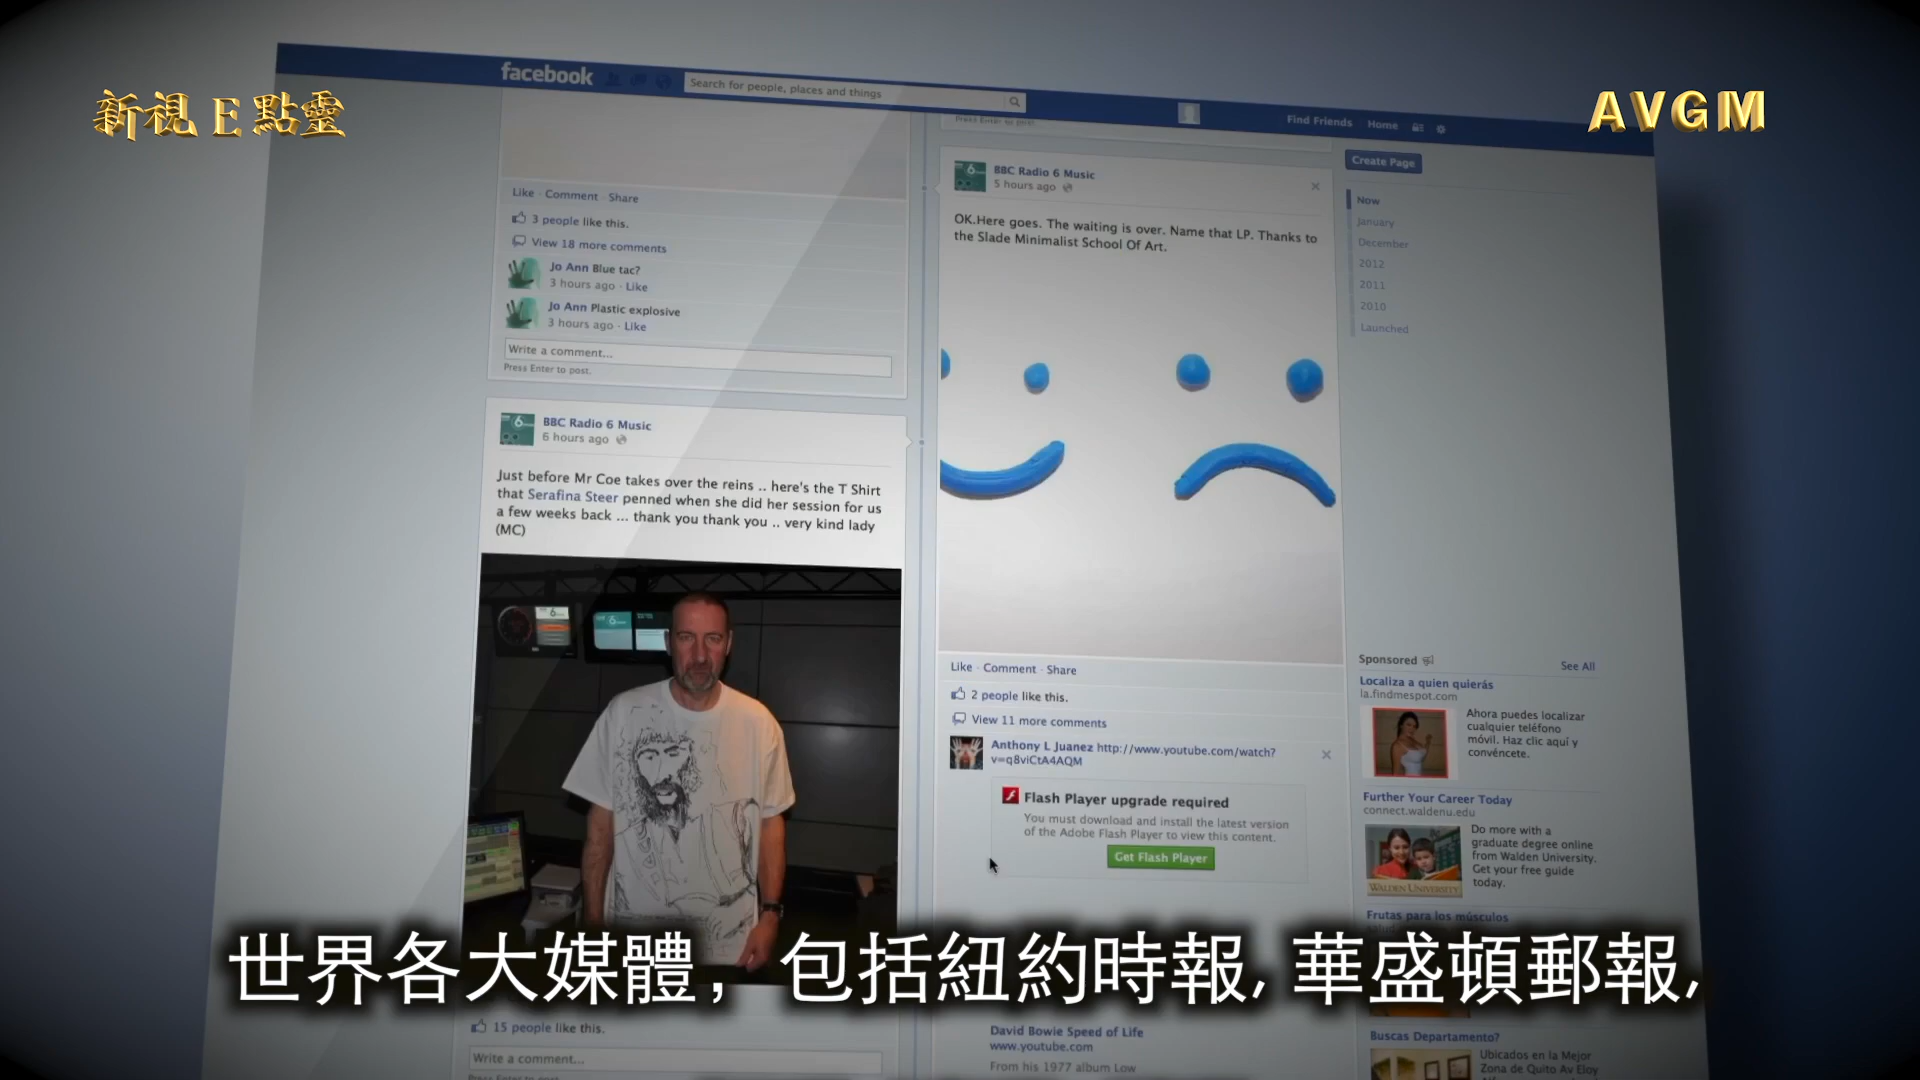 新視E點靈
AVGM
facebook
Search for people, places and things
Find Friends
Home
Like · Comment · Share
3 people like this.
View 18 more comments
Jo Ann Blue tac?
3 hours ago · Like
Jo Ann Plastic explosive
3 hours ago · Like
Write a comment...
Press Enter to post.
BBC Radio 6 Music
6 hours ago
Just before Mr Coe takes over the reins .. here's the T Shirt
that Serafina Steer penned when she did her session for us
a few weeks back ... thank you thank you .. very kind lady
(MC)
15 people like this.
Write a comment...
Press Enter to post.
BBC Radio 6 Music
5 hours ago
OK.Here goes. The waiting is over. Name that LP. Thanks to
the Slade Minimalist School Of Art.
Like · Comment · Share
2 people like this.
View 11 more comments
Anthony L Juanez http://www.youtube.com/watch?
v=q8viCtA4AQM
Flash Player upgrade required
You must download and install the latest version
of the Adobe Flash Player to view this content.
Get Flash Player
David Bowie Speed of Life
www.youtube.com
From his 1977 album Low
Create Page
Now
January
December
2012
2011
2010
Launched
Sponsored
See All
Localiza a quien quierás
la.findmespot.com
Ahora puedes localizar
cualquier teléfono
móvil. Haz clic aquí y
convéncete.
Further Your Career Today
connect.waldenu.edu
Do more with a
graduate degree online
from Walden University.
Get your free guide
today.
WALDEN UNIVERSITY
Frutas para los músculos
Buscas Departamento?
Ubicados en la Mejor
Zona de Quito Av Eloy
世界各大媒體，包括紐約時報, 華盛頓郵報,